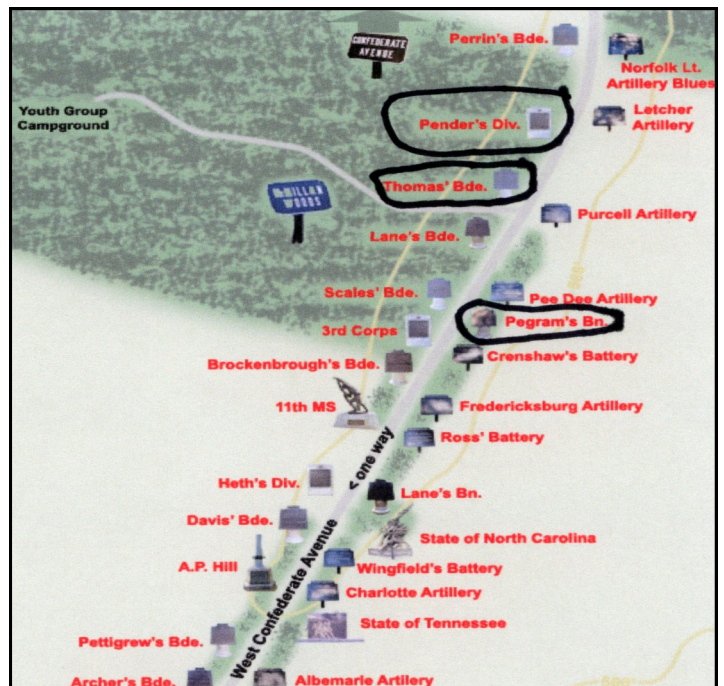 CONFEDERATE
AVENUE
Perrin's Bde.
Norfolk Lt.
Artillery Blues
Youth Group
Campground
Pender's Div.
Letcher
Artillery
Thomas' Bde.
McMILLAN
WOODS
Purcell Artillery
Lane's Bde.
500'
Scales' Bde.
Pee Dee Artillery
3rd Corps
Pegram's Bn.
Brockenbrough's Bde.
Crenshaw's Battery
11th MS
Fredericksburg Artillery
Ross' Battery
< one way
Heth's Div.
Lane's Bn.
Davis' Bde.
State of North Carolina
West Confederate Avenue
A.P. Hill
Wingfield's Battery
Charlotte Artillery
State of Tennessee
Pettigrew's Bde.
Archer's Bde.
Albemarle Artilery